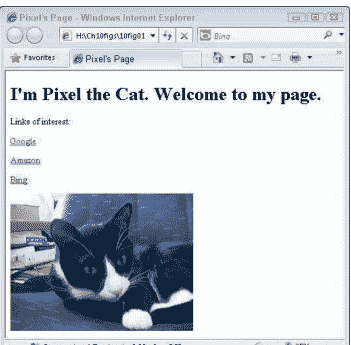 Pixel's Page - Windows Internet Explorer
H:\Ch10figs\10fig01
Bing
Favorites
Pixel's Page
I'm Pixel the Cat. Welcome to my page.
Links of interest:
Google
Amazon
Bing